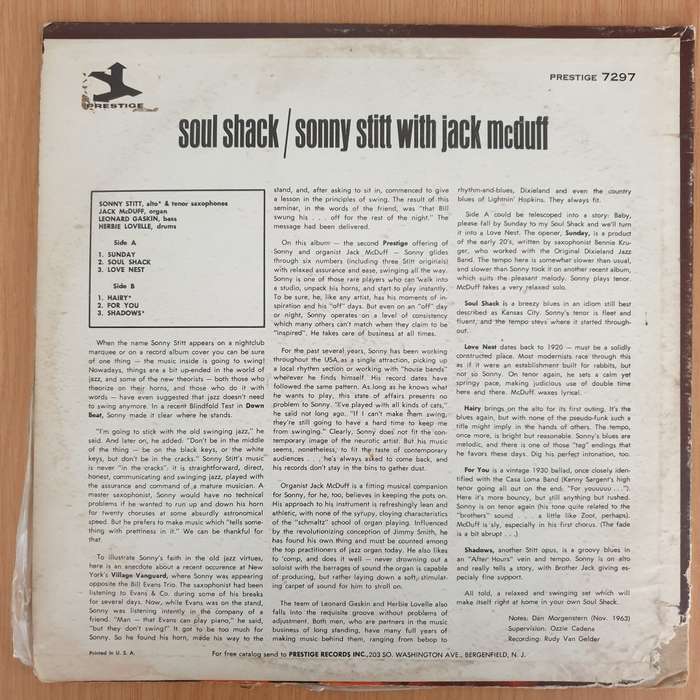 PRESTIGE
PRESTIGE 7297
soul shack/sonny stitt with jack mcduff
SONNY STITT, alto* & tenor saxophones
JACK McDUFF, organ
LEONARD GASKIN, bass
HERBIE LOVELLE, drums
Side A
1. SUNDAY
2. SOUL SHACK
3. LOVE NEST
Side B
1. HAIRY*
2. FOR YOU
3. SHADOWS*
When the name Sonny Stitt appears on a nightclub
marquee or on a record album cover you can be sure
of one thing — the music inside is going to swing!
Nowadays, things are a bit up-ended in the world of
jazz, and some of the new theorists — both those who
theorize on their horns, and those who do it with
words — have even suggested that jazz doesn't need
to swing anymore. In a recent Blindfold Test in Down
Beat, Sonny made it clear where he stands.
"I'm going to stick with the old swinging jazz," he
said. And later on, he added. "Don't be in the middle
of the thing — be on the black keys, or the white
keys, but don't be in the cracks." Sonny Stitt's music
is never "in the cracks": it is straightforward, direct,
honest, communicating and swinging jazz, played with
the assurance and command of a mature musician. A
master saxophonist, Sonny would have no technical
problems if he wanted to run up and down his horn
for twenty choruses at some absurdly astronomical
speed. But he prefers to make music which "tells some-
thing with prettiness in it." We can be thankful for
that.
To illustrate Sonny's faith in the old jazz virtues,
here is an anecdote about a recent occurence at New
York's Village Vanguard, where Sonny was appearing
opposite the Bill Evans Trio. The saxophonist had been
listening to Evans & Co. during some of his breaks
for several days. Now, while Evans was on the stand,
Sonny was listening intently in the company of a
friend. "Man — that Evans can play piano," he said,
"but they don't swing!" It got to be too much for
Sonny. So he found his horn, made his way to the
stand, and, after asking to sit in, commenced to give
a lesson in the principles of swing. The result of this
seminar, in the words of the friend, was "that Bill
swung his . . . off for the rest of the night." The
message had been delivered.
On this album — the second Prestige offering of
Sonny and organist Jack McDuff — Sonny glides
through six numbers (including three Stitt originals)
with relaxed assurance and ease, swinging all the way.
Sonny is one of those rare players who can walk into
a studio, unpack his horns, and start to play instantly.
To be sure, he, like any artist, has his moments of in-
spiration and his "off" days. But even on an "off" day
or night, Sonny operates on a level of consistency
which many others can't match when they claim to be
"inspired". He takes care of business at all times.
For the past several years, Sonny has been working
throughout the USA as a single attraction, picking up
a local rhythm section or working with "house bands"
wherever he finds himself. His record dates have
followed the same pattern. As long as he knows what
he wants to play, this state of affairs presents no
problem to Sonny. "I've played with all kinds of cats,"
he said not long ago. "If I can't make them swing,
they're still going to have a hard time to keep me
from swinging." Clearly, Sonny does not fit the con-
temporary image of the neurotic artist. But his music
seems, nonetheless, to fit the taste of contemporary
audiences . . . he's always asked to come back, and
his records don't stay in the bins to gather dust.
Organist Jack McDuff is a fitting musical companion
for Sonny, for he, too, believes in keeping the pots on.
His approach to his instrument is refreshingly lean and
athletic, with none of the syrupy, cloying characteristics
of the "schmaltz" school of organ playing. Influenced
by the revolutionizing conception of Jimmy Smith, he
has found his own thing and must be counted among
the top practitioners of jazz organ today. He also likes
to 'comp, and does it well — never drowning out a
soloist with the barrages of sound the organ is capable
of producing, but rather laying down a soft, stimulat-
ing carpet of sound for him to stroll on.
The team of Leonard Gaskin and Herbie Lovelle also
falls into the requisite groove without problems of
adjustment. Both men, who are partners in the music
business of long standing, have many full years of
making music behind them, ranging from bebop to
rhythm-and-blues, Dixieland and even the country
blues of Lightnin' Hopkins. They always fit.
Side A could be telescoped into a story: Baby,
please fall by Sunday to my Soul Shack and we'll turn
it into a Love Nest. The opener, Sunday, is a product
of the early 20's, written by saxophonist Bennie Kru-
ger, who worked with the Original Dixieland Jazz
Band. The tempo here is somewhat slower than usual,
and slower than Sonny took it on another recent album,
which suits the pleasant melody. Sonny plays tenor.
McDuff takes a very relaxed solo.
Soul Shack is a breezy blues in an idiom still best
described as Kansas City. Sonny's tenor is fleet and
fluent, and the tempo stays where it started through-
out.
Love Nest dates back to 1920 — must be a solidly
constructed place. Most modernists race through this
as if it were an establishment built for rabbits, but
not so Sonny. On tenor again, he sets a calm yet
springy pace, making judicious use of double time
here and there. McDuff waxes lyrical.
Hairy brings on the alto for its first outing. It's the
blues again, but with none of the pseudo-funk such a
title might imply in the hands of others. The tempo,
once more, is bright but reasonable. Sonny's blues are
melodic, and there is one of those "tag" endings that
he favors these days. Dig his perfect intonation, too.
For You is a vintage 1930 ballad, once closely iden-
tified with the Casa Loma Band (Kenny Sargent's high
tenor going all out on the end, "For youuuuu . . .").
Here it's more bouncy, but still anything but rushed.
Sonny is on tenor again (his tone quite related to the
"brothers" sound . . . a little like Zoot, perhaps).
McDuff is sly, especially in his first chorus. (The fade
is a bit abrupt . . .)
Shadows, another Stitt opus, is a groovy blues in
an "After Hours" vein and tempo. Sonny is on alto
and really tells a story, with Brother Jack giving es-
pecialy fine support.
All told, a relaxed and swinging set which will
make itself right at home in your own Soul Shack.
Notes: Dan Morgenstern (Nov. 1963)
Supervision: Ozzie Cadena
Recording: Rudy Van Gelder
Printed in U. S. A.
For free catalog send to PRESTIGE RECORDS INC., 203 SO. WASHINGTON AVE., BERGENFIELD, N. J.